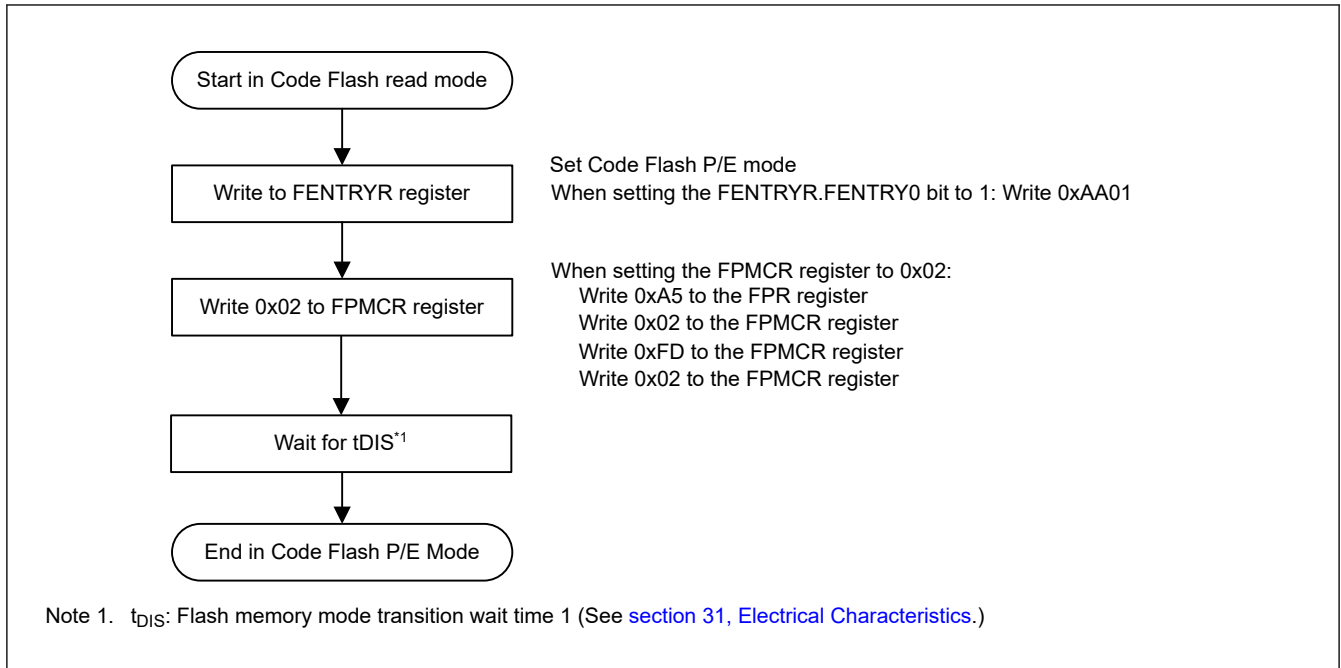 Start in Code Flash read mode
Write to FENTRYR register
Set Code Flash P/E mode
When setting the FENTRYR.FENTRY0 bit to 1: Write 0xAA01
Write 0x02 to FPMCR register
When setting the FPMCR register to 0x02:
Write 0xA5 to the FPR register
Write 0x02 to the FPMCR register
Write 0xFD to the FPMCR register
Write 0x02 to the FPMCR register
Wait for tDIS*1
End in Code Flash P/E Mode
Note 1. tDIS: Flash memory mode transition wait time 1 (See section 31, Electrical Characteristics.)